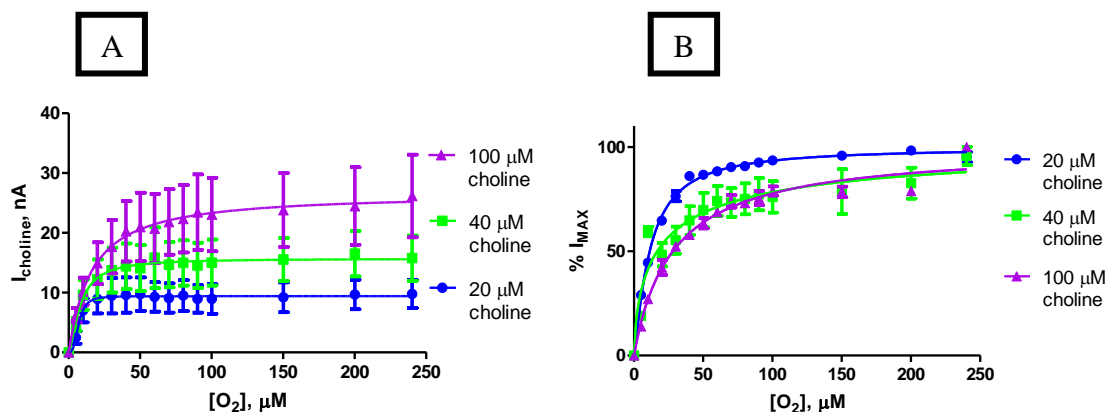 A
I choline, nA
40
30
20
10
0
0 50 100 150 200 250
[O2], µM
100 µM
choline
40 µM
choline
20 µM
choline
B
% IMAX
100
50
0
0 50 100 150 200 250
[O2], µM
20 µM
choline
40 µM
choline
100 µM
choline